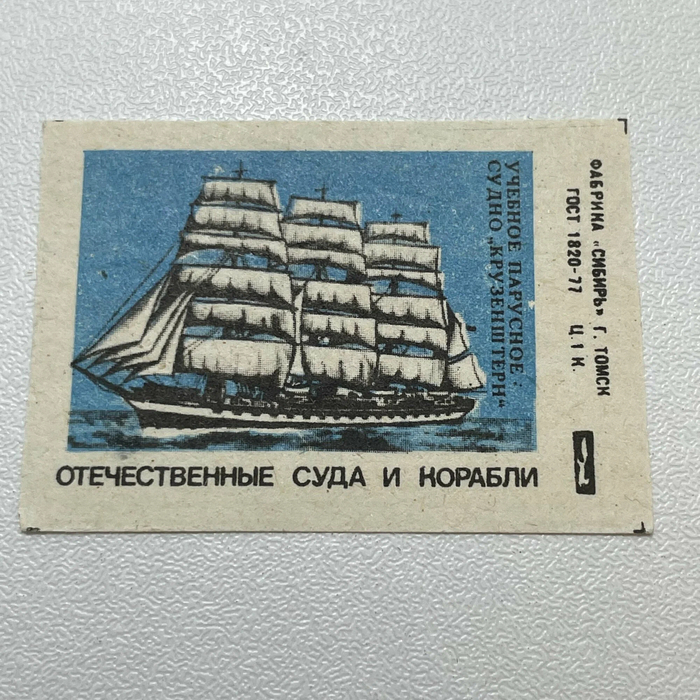 УЧЕБНОЕ ПАРУСНОЕ :
СУДНО „КРУЗЕНШТЕРН“
ОТЕЧЕСТВЕННЫЕ СУДА И КОРАБЛИ
ФАБРИКА «СИБИРЬ» Г. ТОМСК
ГОСТ 1820-77 Ц. 1 К.